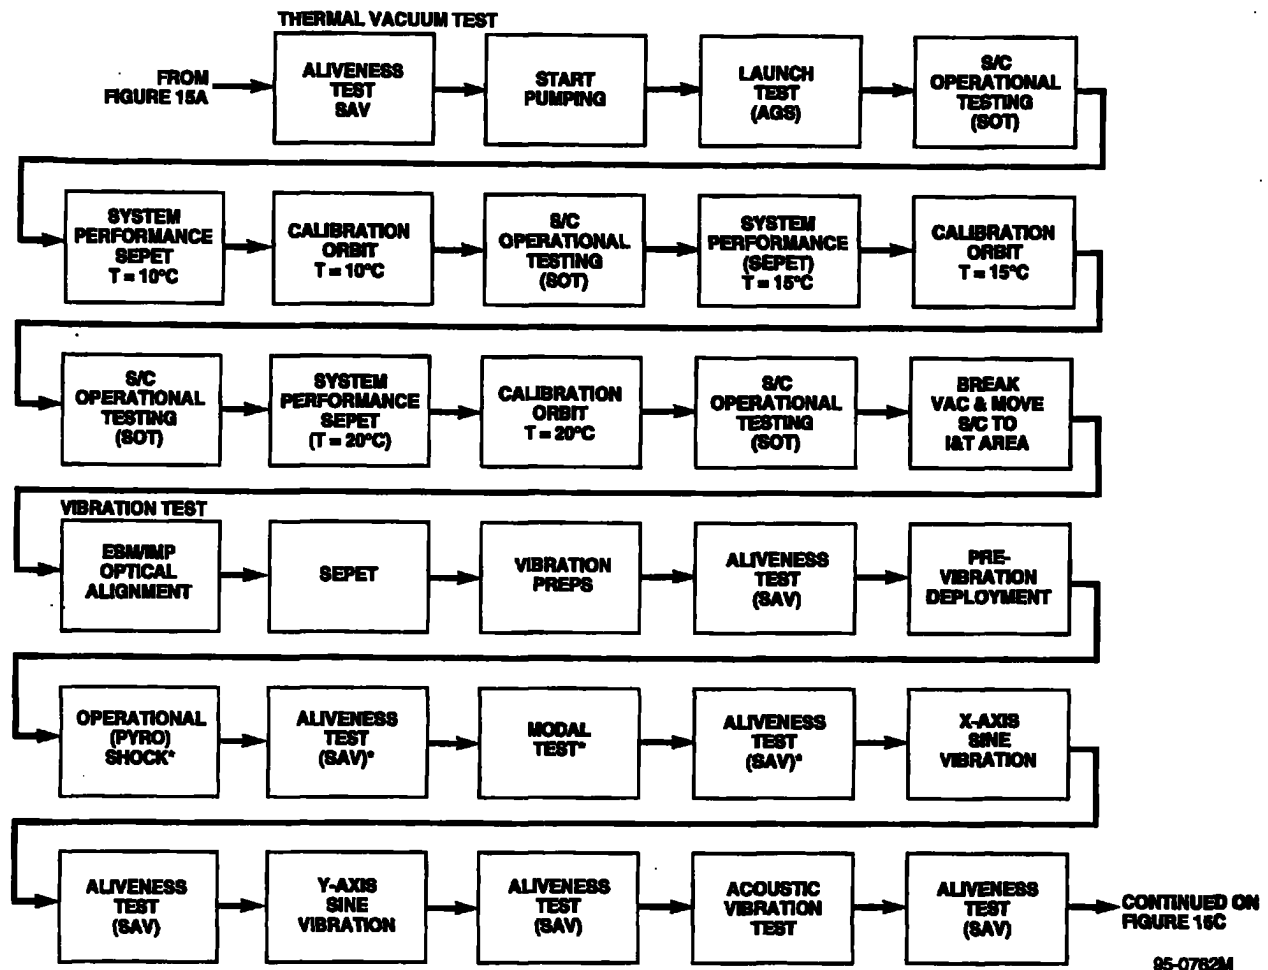 THERMAL VACUUM TEST
FROM
FIGURE 15A
ALIVENESS
TEST
SAV
START
PUMPING
LAUNCH
TEST
(AGS)
S/C
OPERATIONAL
TESTING
(SOT)
SYSTEM
PERFORMANCE
SEPET
T = 10°C
CALIBRATION
ORBIT
T = 10°C
S/C
OPERATIONAL
TESTING
(SOT)
SYSTEM
PERFORMANCE
(SEPET)
T = 15°C
CALIBRATION
ORBIT
T = 15°C
S/C
OPERATIONAL
TESTING
(SOT)
SYSTEM
PERFORMANCE
SEPET
(T = 20°C)
CALIBRATION
ORBIT
T = 20°C
S/C
OPERATIONAL
TESTING
(SOT)
BREAK
VAC & MOVE
S/C TO
I&T AREA
VIBRATION TEST
ESM/IMP
OPTICAL
ALIGNMENT
SEPET
VIBRATION
PREPS
ALIVENESS
TEST
(SAV)
PRE-
VIBRATION
DEPLOYMENT
OPERATIONAL
(PYRO)
SHOCK*
ALIVENESS
TEST
(SAV)*
MODAL
TEST*
ALIVENESS
TEST
(SAV)*
X-AXIS
SINE
VIBRATION
ALIVENESS
TEST
(SAV)
Y-AXIS
SINE
VIBRATION
ALIVENESS
TEST
(SAV)
ACOUSTIC
VIBRATION
TEST
ALIVENESS
TEST
(SAV)
CONTINUED ON
FIGURE 15C
95-0762M